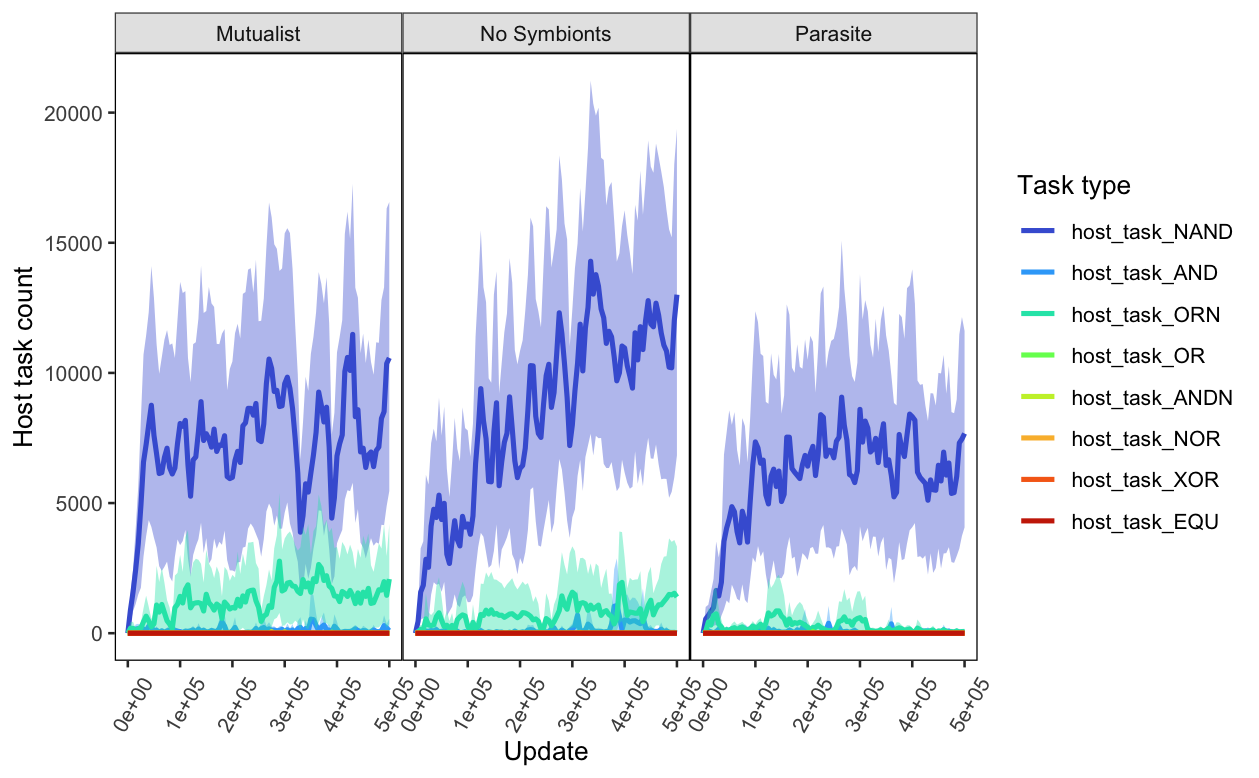 Mutualist
No Symbionts
Parasite
Host task count
20000
15000
10000
5000
0
0e+00
1e+05
2e+05
3e+05
4e+05
5e+05
0e+00
1e+05
2e+05
3e+05
4e+05
5e+05
0e+00
1e+05
2e+05
3e+05
4e+05
5e+05
Update
Task type
host_task_NAND
host_task_AND
host_task_ORN
host_task_OR
host_task_ANDN
host_task_NOR
host_task_XOR
host_task_EQU